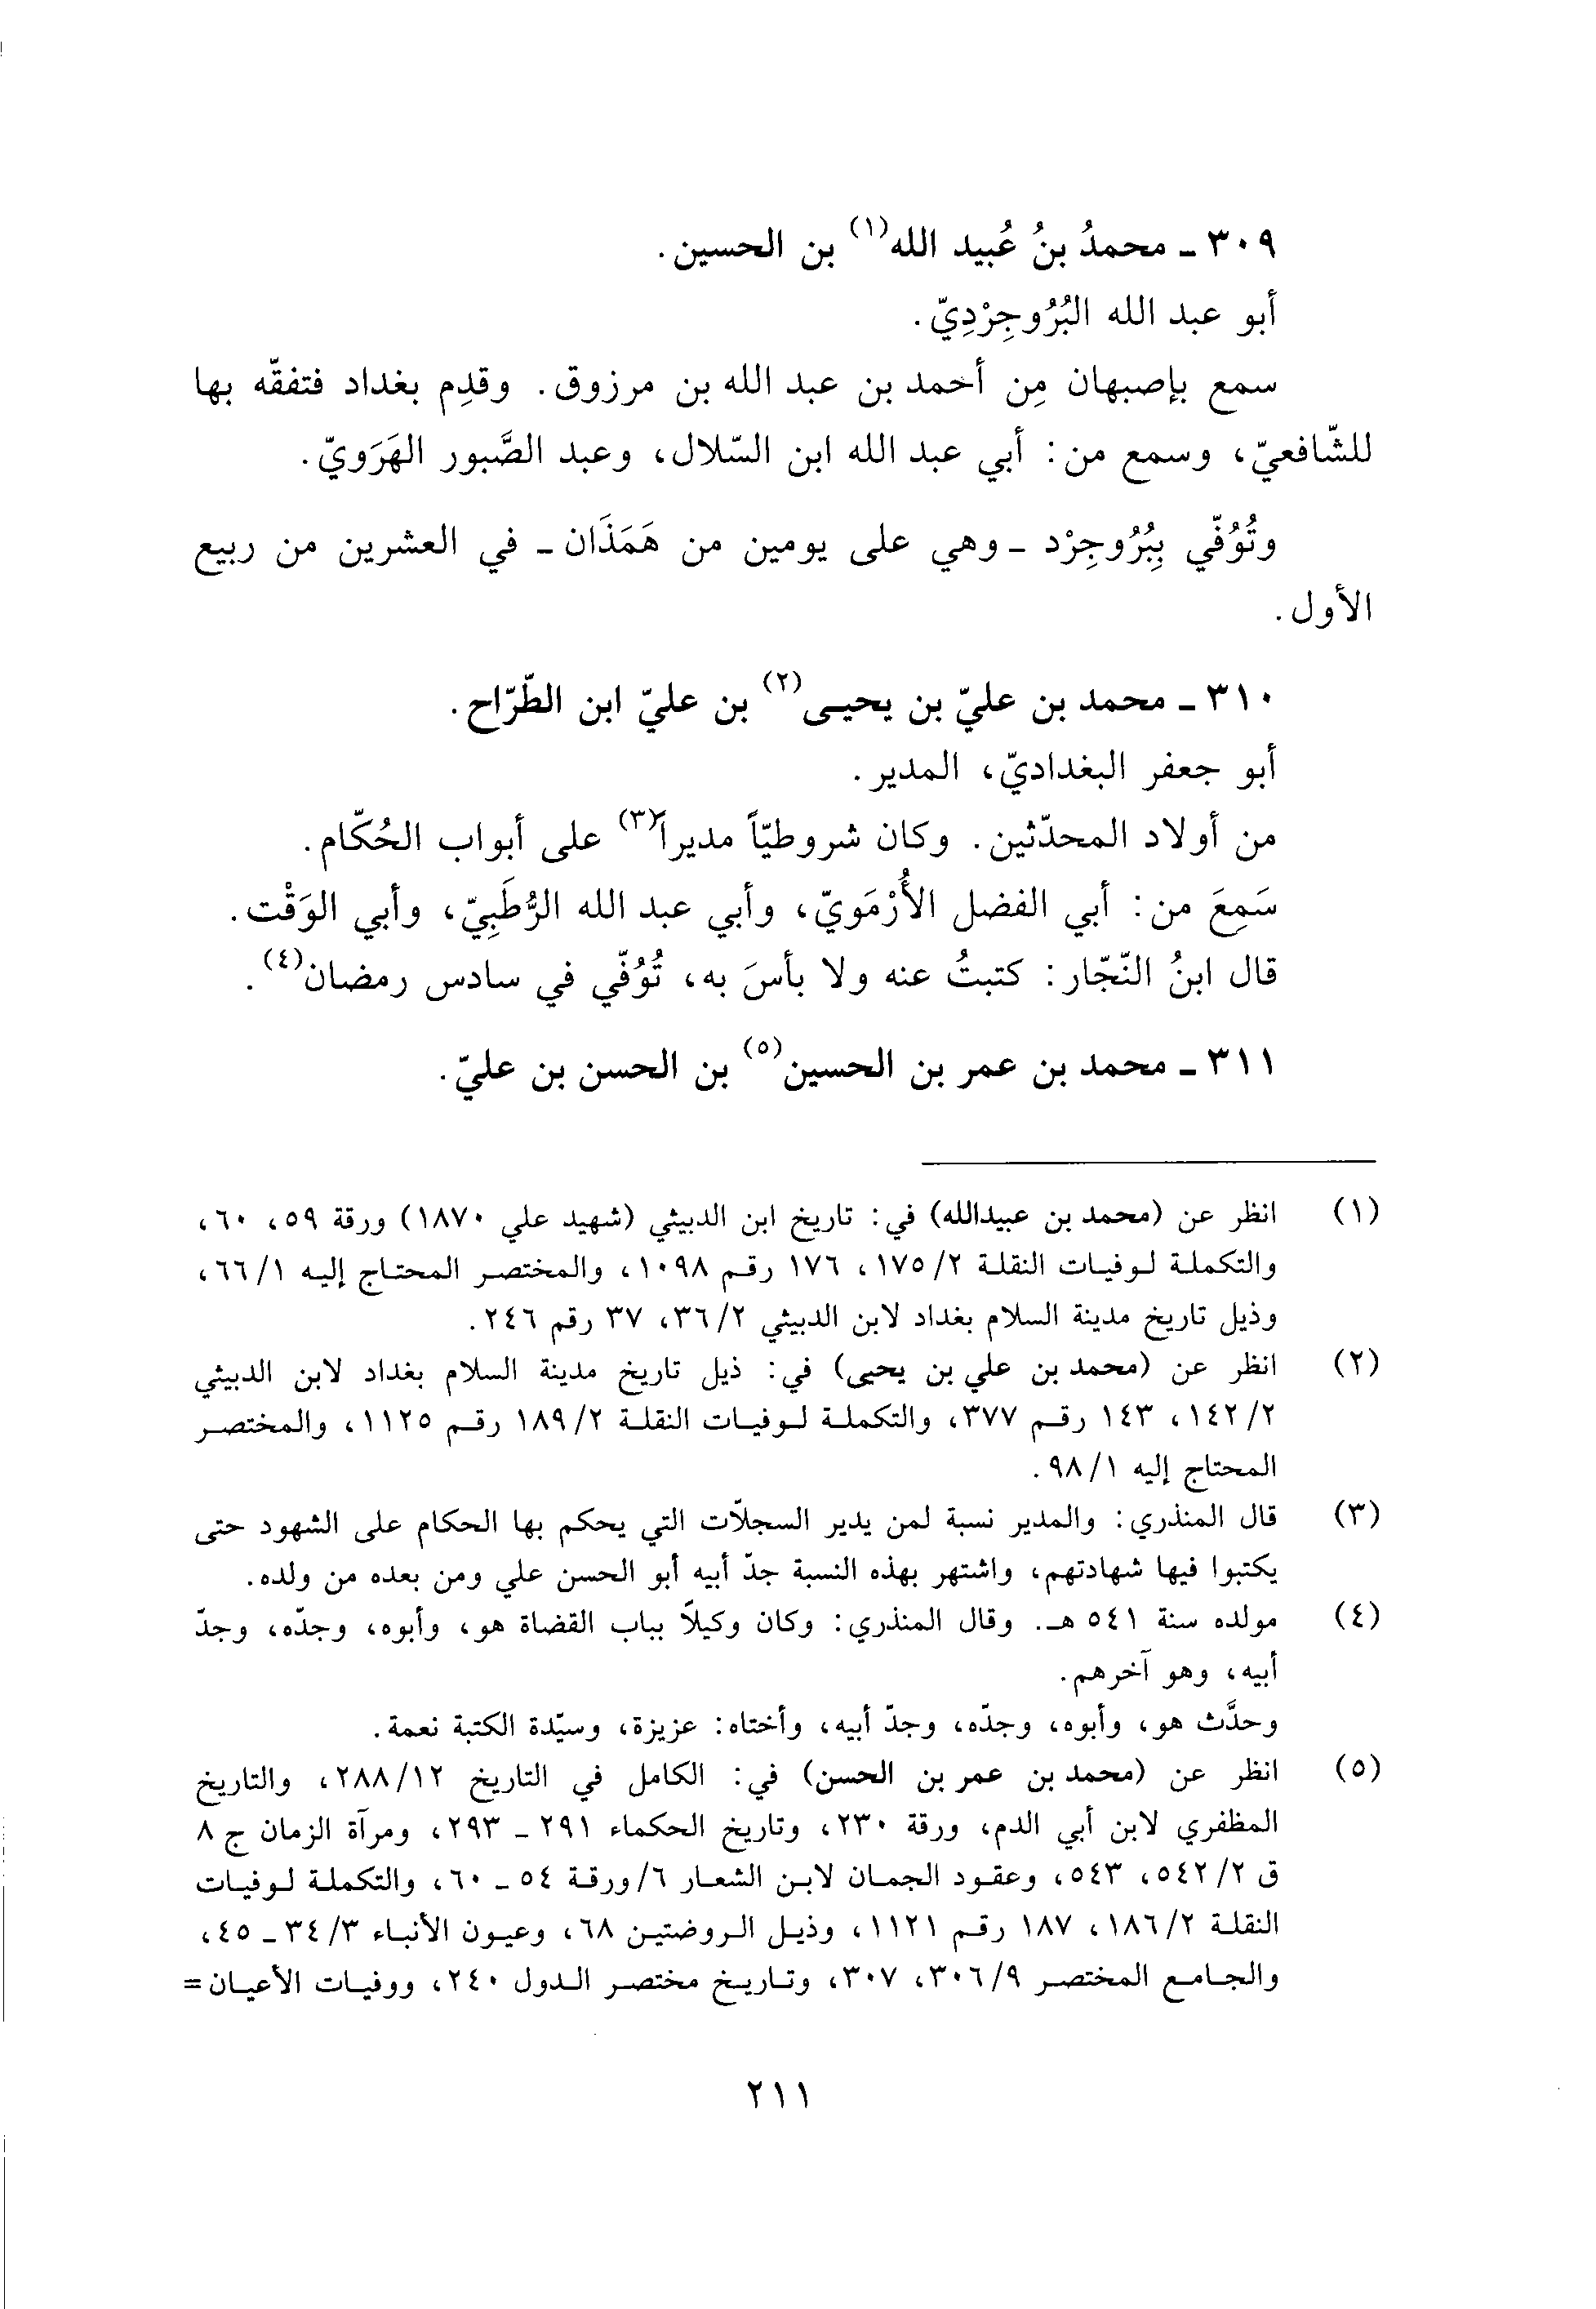 ٣٠٩ ـ محمدُ بنُ عُبيد الله(١) بن الحسين.
أبو عبد الله البُرُوجِرْدِيّ.
سمع بإصبهان مِن أحمد بن عبد الله بن مرزوق. وقدِم بغداد فتفقّه بها
للشّافعيّ، وسمع من: أبي عبد الله ابن السّلال، وعبد الصَّبور الهَرَويّ.
وتُوُفّي بِبُرُوجِرْد ـ وهي على يومين من هَمَذَان ـ في العشرين من ربيع
الأول.
٣١٠ ـ محمد بن عليّ بن يحيـى(٢) بن عليّ ابن الطّرّاح.
أبو جعفر البغداديّ، المدير.
من أولاد المحدّثين. وكان شروطيّاً مديراً(٣) على أبواب الحُكّام.
سَمِعَ من: أبي الفضل الأُرْمَويّ، وأبي عبد الله الرُّطَبِيّ، وأبي الوَقْت.
قال ابنُ النّجّار: كتبتُ عنه ولا بأسَ به، تُوُفّي في سادس رمضان(٤).
٣١١ ـ محمد بن عمر بن الحسين(٥) بن الحسن بن عليّ.
(١) انظر عن (محمد بن عبيدالله) في: تاريخ ابن الدبيثي (شهيد علي ١٨٧٠) ورقة ٥٩، ٦٠،
والتكملة لوفيات النقلة ٢/ ١٧٥، ١٧٦ رقم ١٠٩٨، والمختصر المحتاج إليه ١/ ٦٦،
وذيل تاريخ مدينة السلام بغداد لابن الدبيثي ٢/ ٣٦، ٣٧ رقم ٢٤٦.
(٢) انظر عن (محمد بن علي بن يحيى) في: ذيل تاريخ مدينة السلام بغداد لابن الدبيثي
٢/ ١٤٢، ١٤٣ رقم ٣٧٧، والتكملة لوفيات النقلة ٢/ ١٨٩ رقم ١١٢٥، والمختصر
المحتاج إليه ١/ ٩٨.
(٣) قال المنذري: والمدير نسبة لمن يدير السجلاّت التي يحكم بها الحكام على الشهود حتى
يكتبوا فيها شهادتهم، واشتهر بهذه النسبة جدّ أبيه أبو الحسن علي ومن بعده من ولده.
(٤) مولده سنة ٥٤١ هـ. وقال المنذري: وكان وكيلاً بباب القضاة هو، وأبوه، وجدّه، وجدّ
أبيه، وهو آخرهم.
وحدَّث هو، وأبوه، وجدّه، وجدّ أبيه، وأختاه: عزيزة، وسيّدة الكتبة نعمة.
(٥) انظر عن (محمد بن عمر بن الحسن) في: الكامل في التاريخ ١٢/ ٢٨٨، والتاريخ
المظفري لابن أبي الدم، ورقة ٢٣٠، وتاريخ الحكماء ٢٩١ ـ ٢٩٣، ومرآة الزمان ج ٨
ق ٢/ ٥٤٢، ٥٤٣، وعقود الجمان لابن الشعار ٦/ ورقة ٥٤ ـ ٦٠، والتكملة لوفيات
النقلة ٢/ ١٨٦، ١٨٧ رقم ١١٢١، وذيل الروضتين ٦٨، وعيون الأنباء ٣/ ٣٤ ـ ٤٥،
والجامع المختصر ٩/ ٣٠٦، ٣٠٧، وتاريخ مختصر الدول ٢٤٠، ووفيات الأعيان =
٢١١